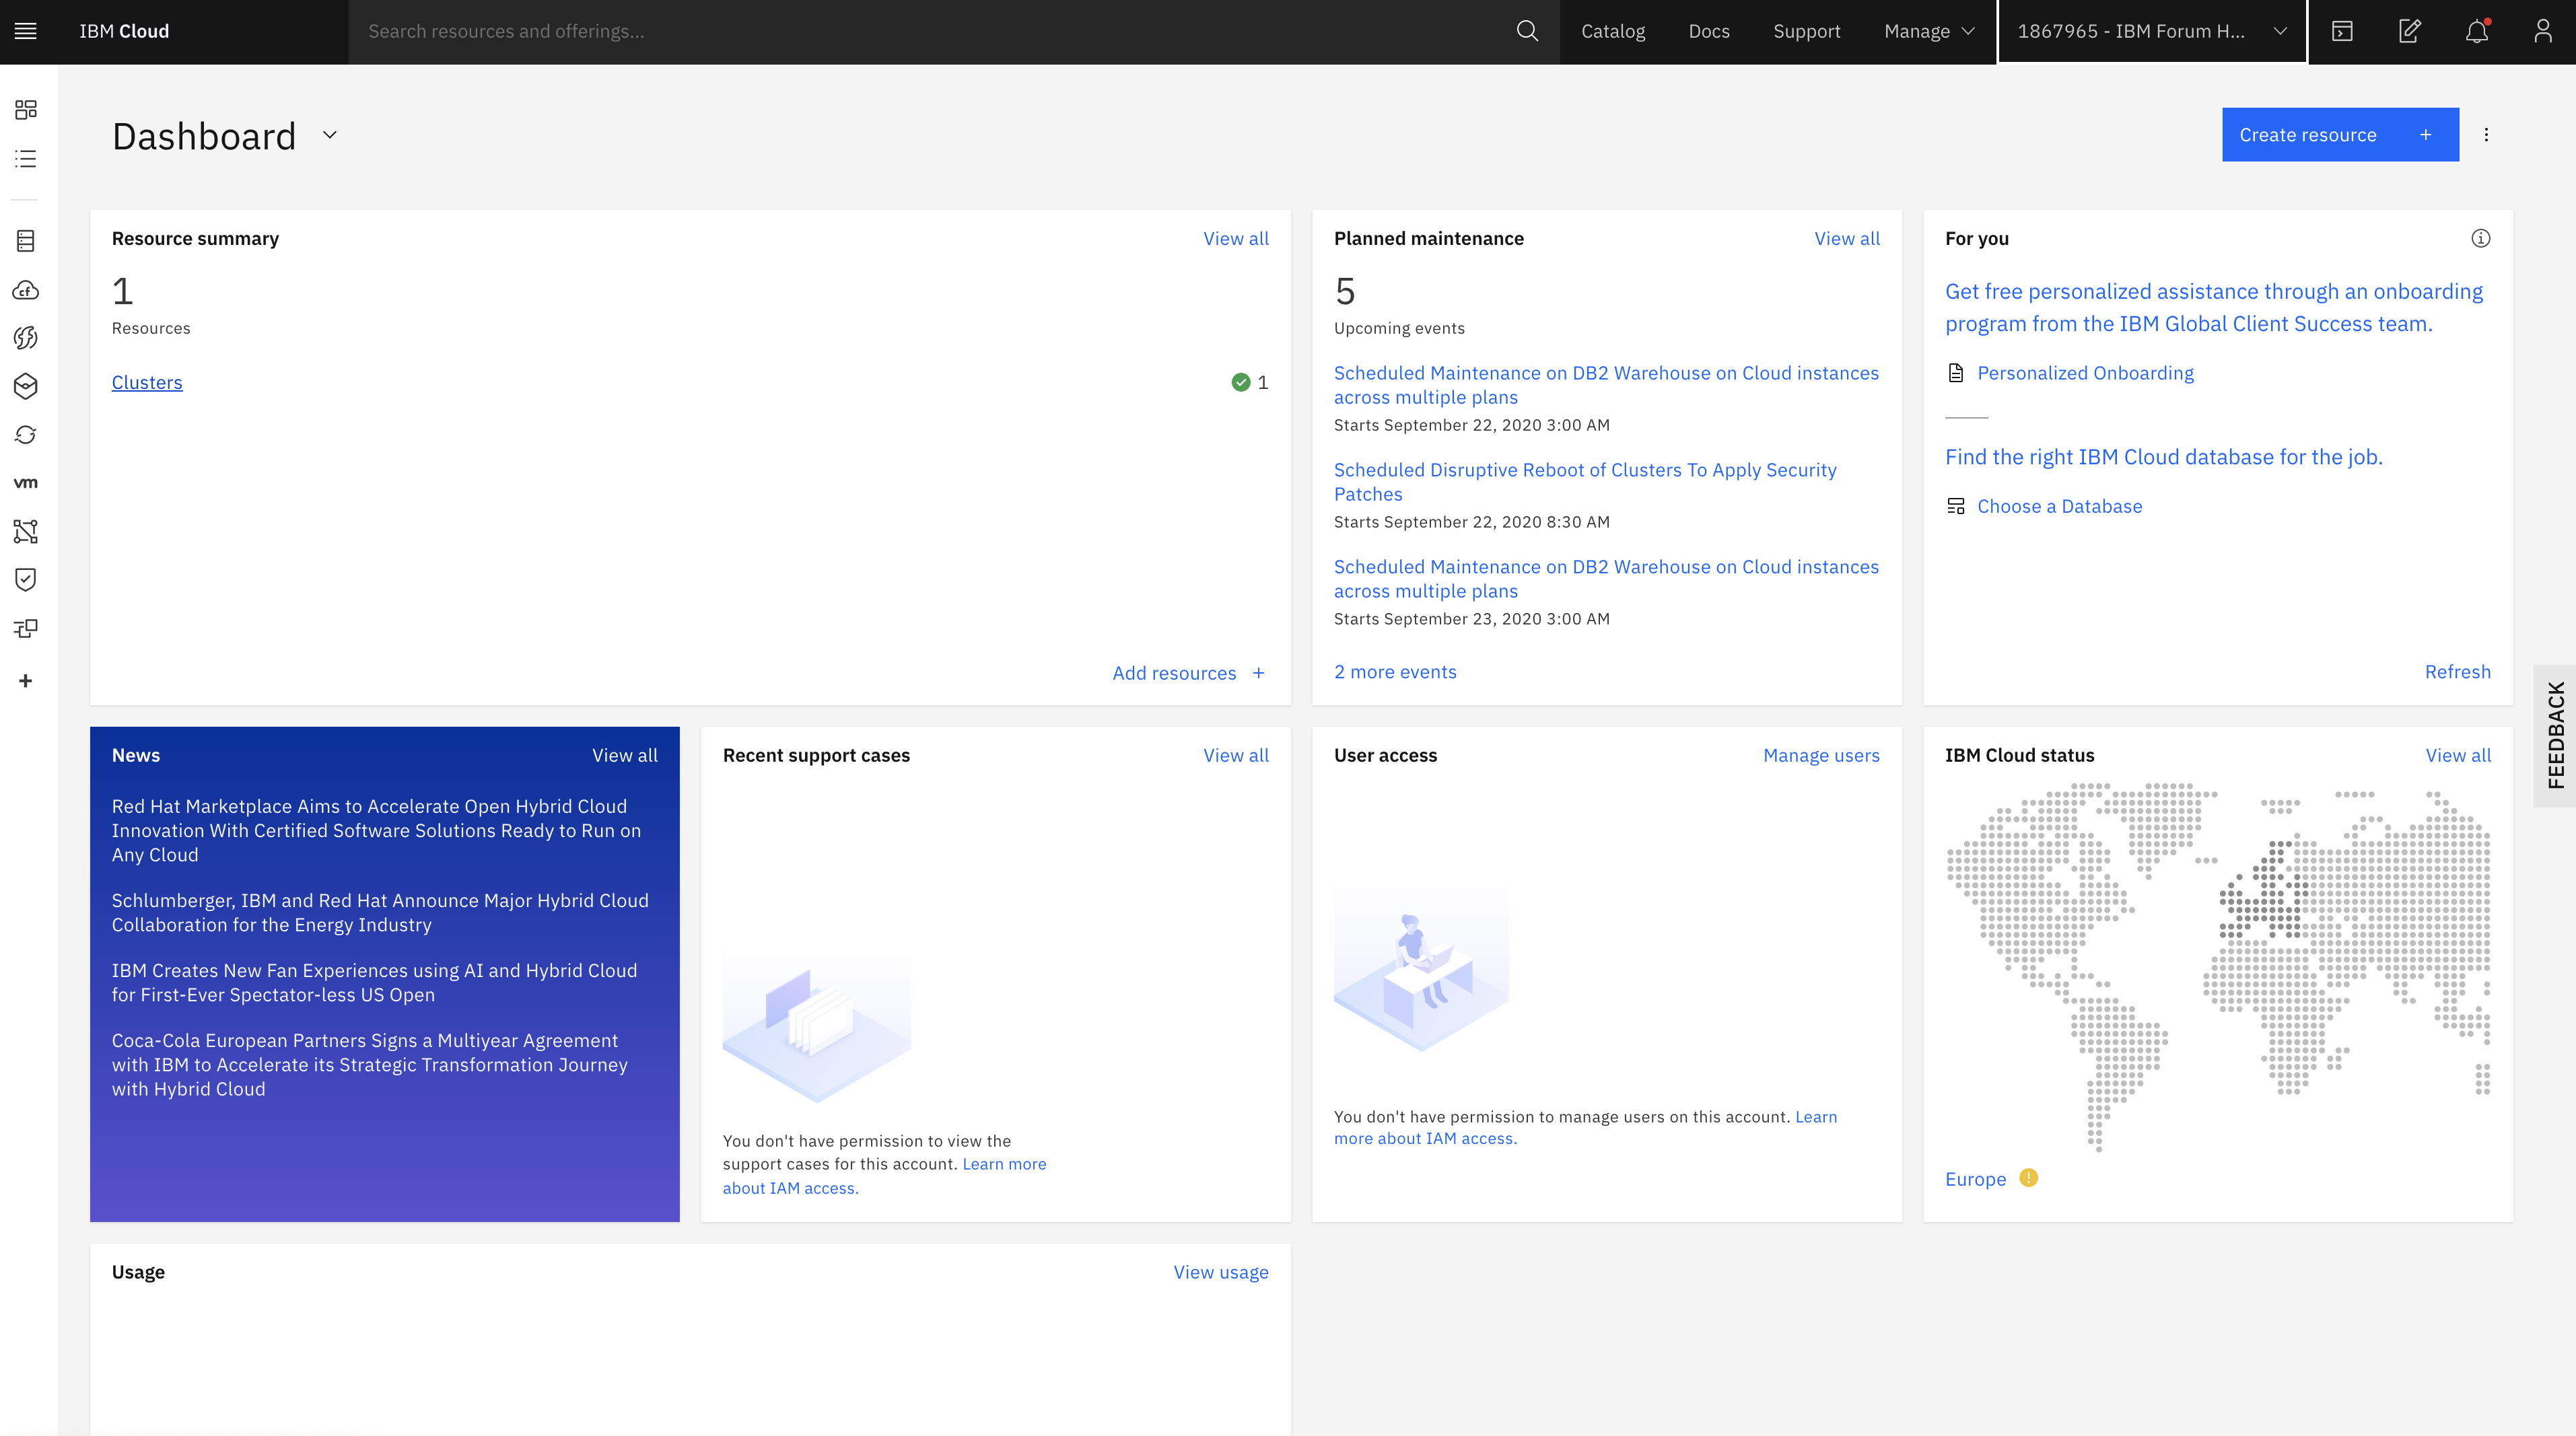 IBM Cloud
Search resources and offerings...
Catalog
Docs
Support
Manage
1867965 - IBM Forum H...
Dashboard
Create resource +
Resource summary
View all
1
Resources
Clusters
1
Add resources +
Planned maintenance
View all
5
Upcoming events
Scheduled Maintenance on DB2 Warehouse on Cloud instances
across multiple plans
Starts September 22, 2020 3:00 AM
Scheduled Disruptive Reboot of Clusters To Apply Security
Patches
Starts September 22, 2020 8:30 AM
Scheduled Maintenance on DB2 Warehouse on Cloud instances
across multiple plans
Starts September 23, 2020 3:00 AM
2 more events
For you
Get free personalized assistance through an onboarding
program from the IBM Global Client Success team.
Personalized Onboarding
Find the right IBM Cloud database for the job.
Choose a Database
Refresh
FEEDBACK
cf
vm
News
View all
Red Hat Marketplace Aims to Accelerate Open Hybrid Cloud
Innovation With Certified Software Solutions Ready to Run on
Any Cloud
Schlumberger, IBM and Red Hat Announce Major Hybrid Cloud
Collaboration for the Energy Industry
IBM Creates New Fan Experiences using AI and Hybrid Cloud
for First-Ever Spectator-less US Open
Coca-Cola European Partners Signs a Multiyear Agreement
with IBM to Accelerate its Strategic Transformation Journey
with Hybrid Cloud
Recent support cases
View all
You don't have permission to view the
support cases for this account. Learn more
about IAM access.
User access
Manage users
You don't have permission to manage users on this account. Learn
more about IAM access.
IBM Cloud status
View all
Europe
Usage
View usage